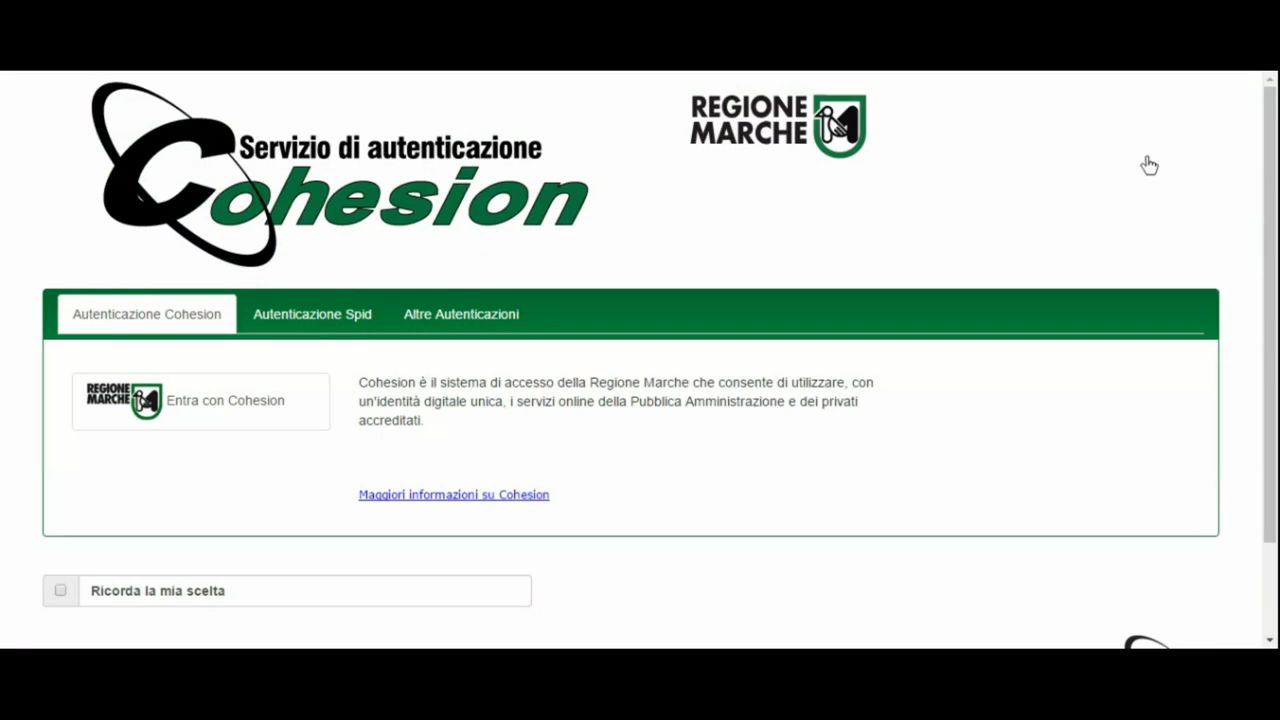 Servizio di autenticazione
Cohesion
REGIONE
MARCHE
Autenticazione Cohesion
Autenticazione Spid
Altre Autenticazioni
REGIONE
MARCHE
Entra con Cohesion
Cohesion è il sistema di accesso della Regione Marche che consente di utilizzare, con
un'identità digitale unica, i servizi online della Pubblica Amministrazione e dei privati
accreditati.
Maggiori informazioni su Cohesion
Ricorda la mia scelta